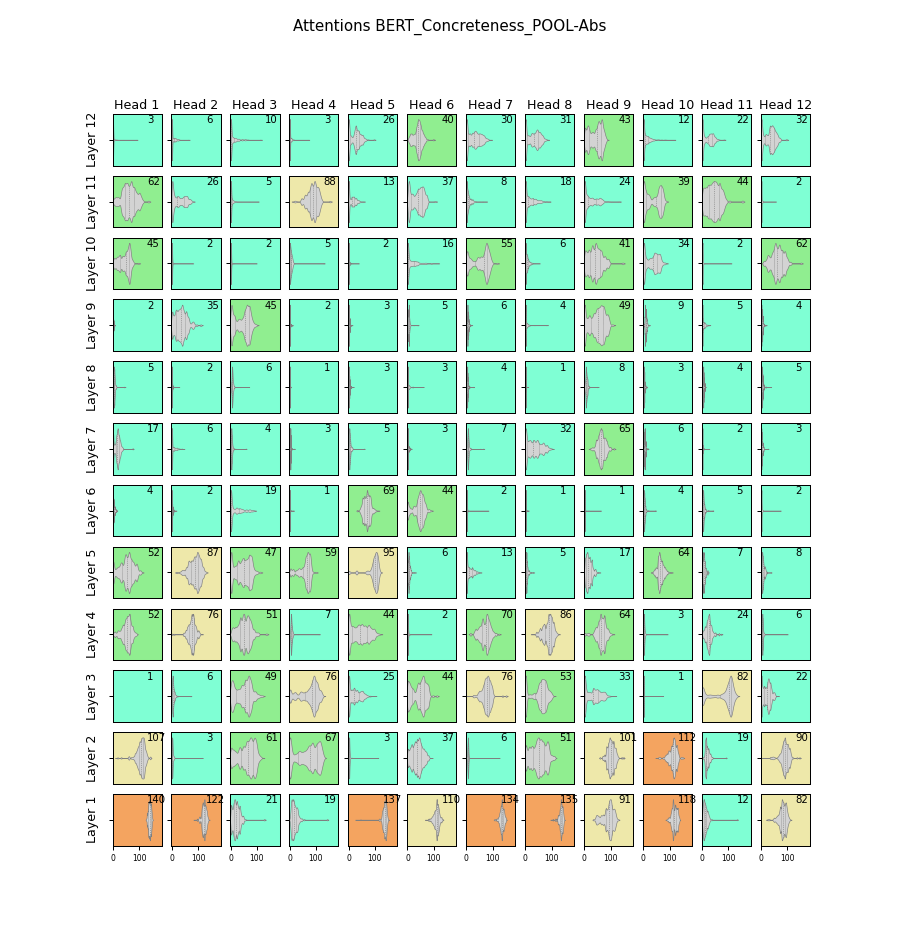 Attentions BERT_Concreteness_POOL-Abs
Head 1 Head 2 Head 3 Head 4 Head 5 Head 6 Head 7 Head 8 Head 9 Head 10 Head 11 Head 12
Layer 12 3 6 10 3 26 40 30 31 43 12 22 32
Layer 11 62 26 5 88 13 37 8 18 24 39 44 2
Layer 10 45 2 2 5 2 16 55 6 41 34 2 62
Layer 9 2 35 45 2 3 5 6 4 49 9 5 4
Layer 8 5 2 6 1 3 3 4 1 8 3 4 5
Layer 7 17 6 4 3 5 3 7 32 65 6 2 3
Layer 6 4 2 19 1 69 44 2 1 1 4 5 2
Layer 5 52 87 47 59 95 6 13 5 17 64 7 8
Layer 4 52 76 51 7 44 2 70 86 64 3 24 6
Layer 3 1 6 49 76 25 44 76 53 33 1 82 22
Layer 2 107 3 61 67 3 37 6 51 101 112 19 90
Layer 1 140 122 21 19 137 110 134 135 91 118 12 82
0 100 0 100 0 100 0 100 0 100 0 100 0 100 0 100 0 100 0 100 0 100 0 100